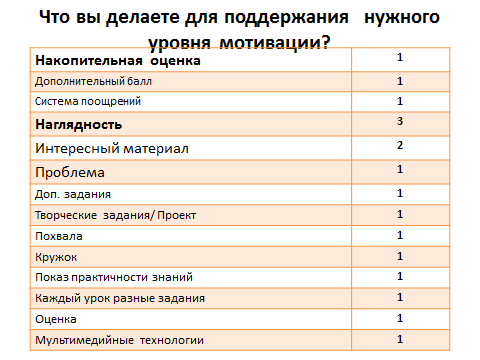 Что вы делаете для поддержания нужного
уровня мотивации?
Накопительная оценка 1
Дополнительный балл 1
Система поощрений 1
Наглядность 3
Интересный материал 2
Проблема 1
Доп. задания 1
Творческие задания/ Проект 1
Похвала 1
Кружок 1
Показ практичности знаний 1
Каждый урок разные задания 1
Оценка 1
Мультимедийные технологии 1